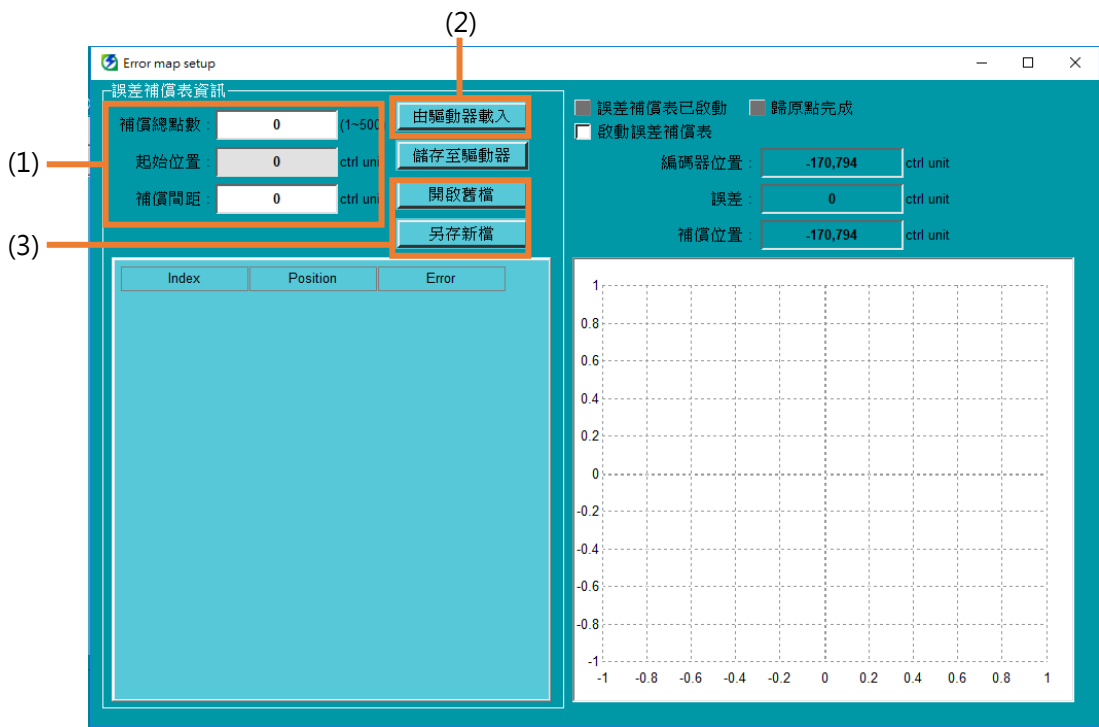 (2)
Error map setup
誤差補償表資訊
補償總點數 : 0 (1~500
由驅動器載入
(1)
起始位置 : 0 ctrl uni
儲存至驅動器
補償間距 : 0 ctrl uni
開啟舊檔
(3)
另存新檔
誤差補償表已啟動 歸原點完成
啟動誤差補償表
編碼器位置 : -170,794 ctrl unit
誤差 : 0 ctrl unit
補償位置 : -170,794 ctrl unit
Index Position Error
1
0.8
0.6
0.4
0.2
0
-0.2
-0.4
-0.6
-0.8
-1
-1 -0.8 -0.6 -0.4 -0.2 0 0.2 0.4 0.6 0.8 1